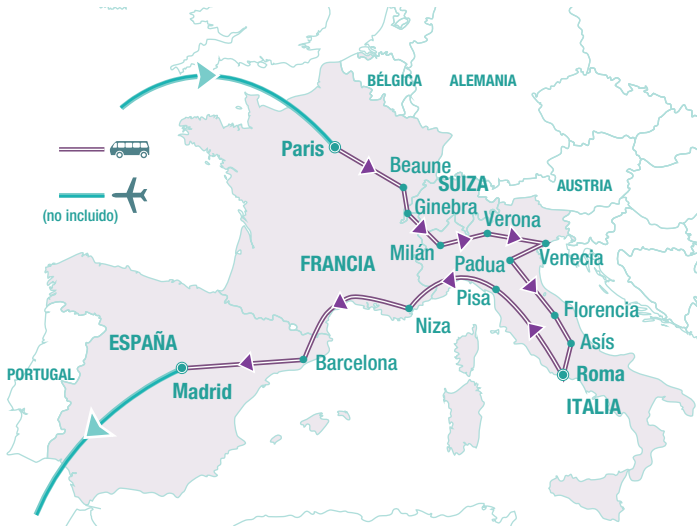 BÉLGICA
ALEMANIA
Paris
Beaune
SUIZA
AUSTRIA
(no incluido)
Ginebra
Verona
Milán
Venecia
Padua
FRANCIA
Pisa
Florencia
Niza
ESPAÑA
Asís
Barcelona
PORTUGAL
Madrid
Roma
ITALIA